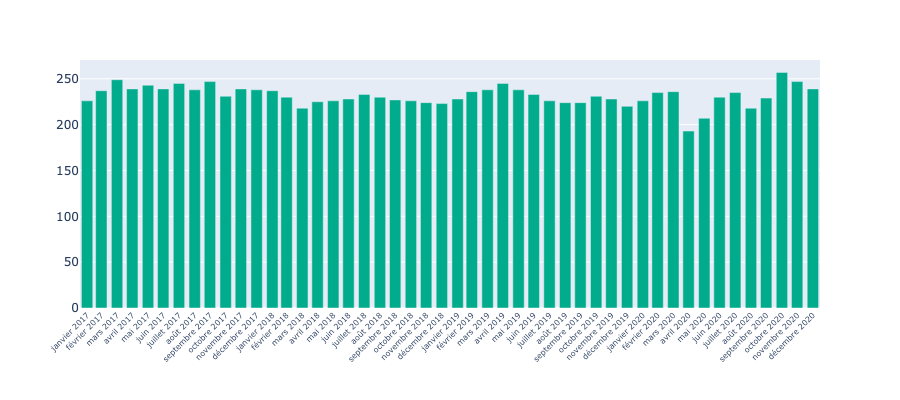 250
200
150
100
50
0
janvier 2017
février 2017
mars 2017
avril 2017
mai 2017
juin 2017
juillet 2017
août 2017
septembre 2017
octobre 2017
novembre 2017
décembre 2017
janvier 2018
février 2018
mars 2018
avril 2018
mai 2018
juin 2018
juillet 2018
août 2018
septembre 2018
octobre 2018
novembre 2018
décembre 2018
janvier 2019
février 2019
mars 2019
avril 2019
mai 2019
juin 2019
juillet 2019
août 2019
septembre 2019
octobre 2019
novembre 2019
décembre 2019
janvier 2020
février 2020
mars 2020
avril 2020
mai 2020
juin 2020
juillet 2020
août 2020
septembre 2020
octobre 2020
novembre 2020
décembre 2020